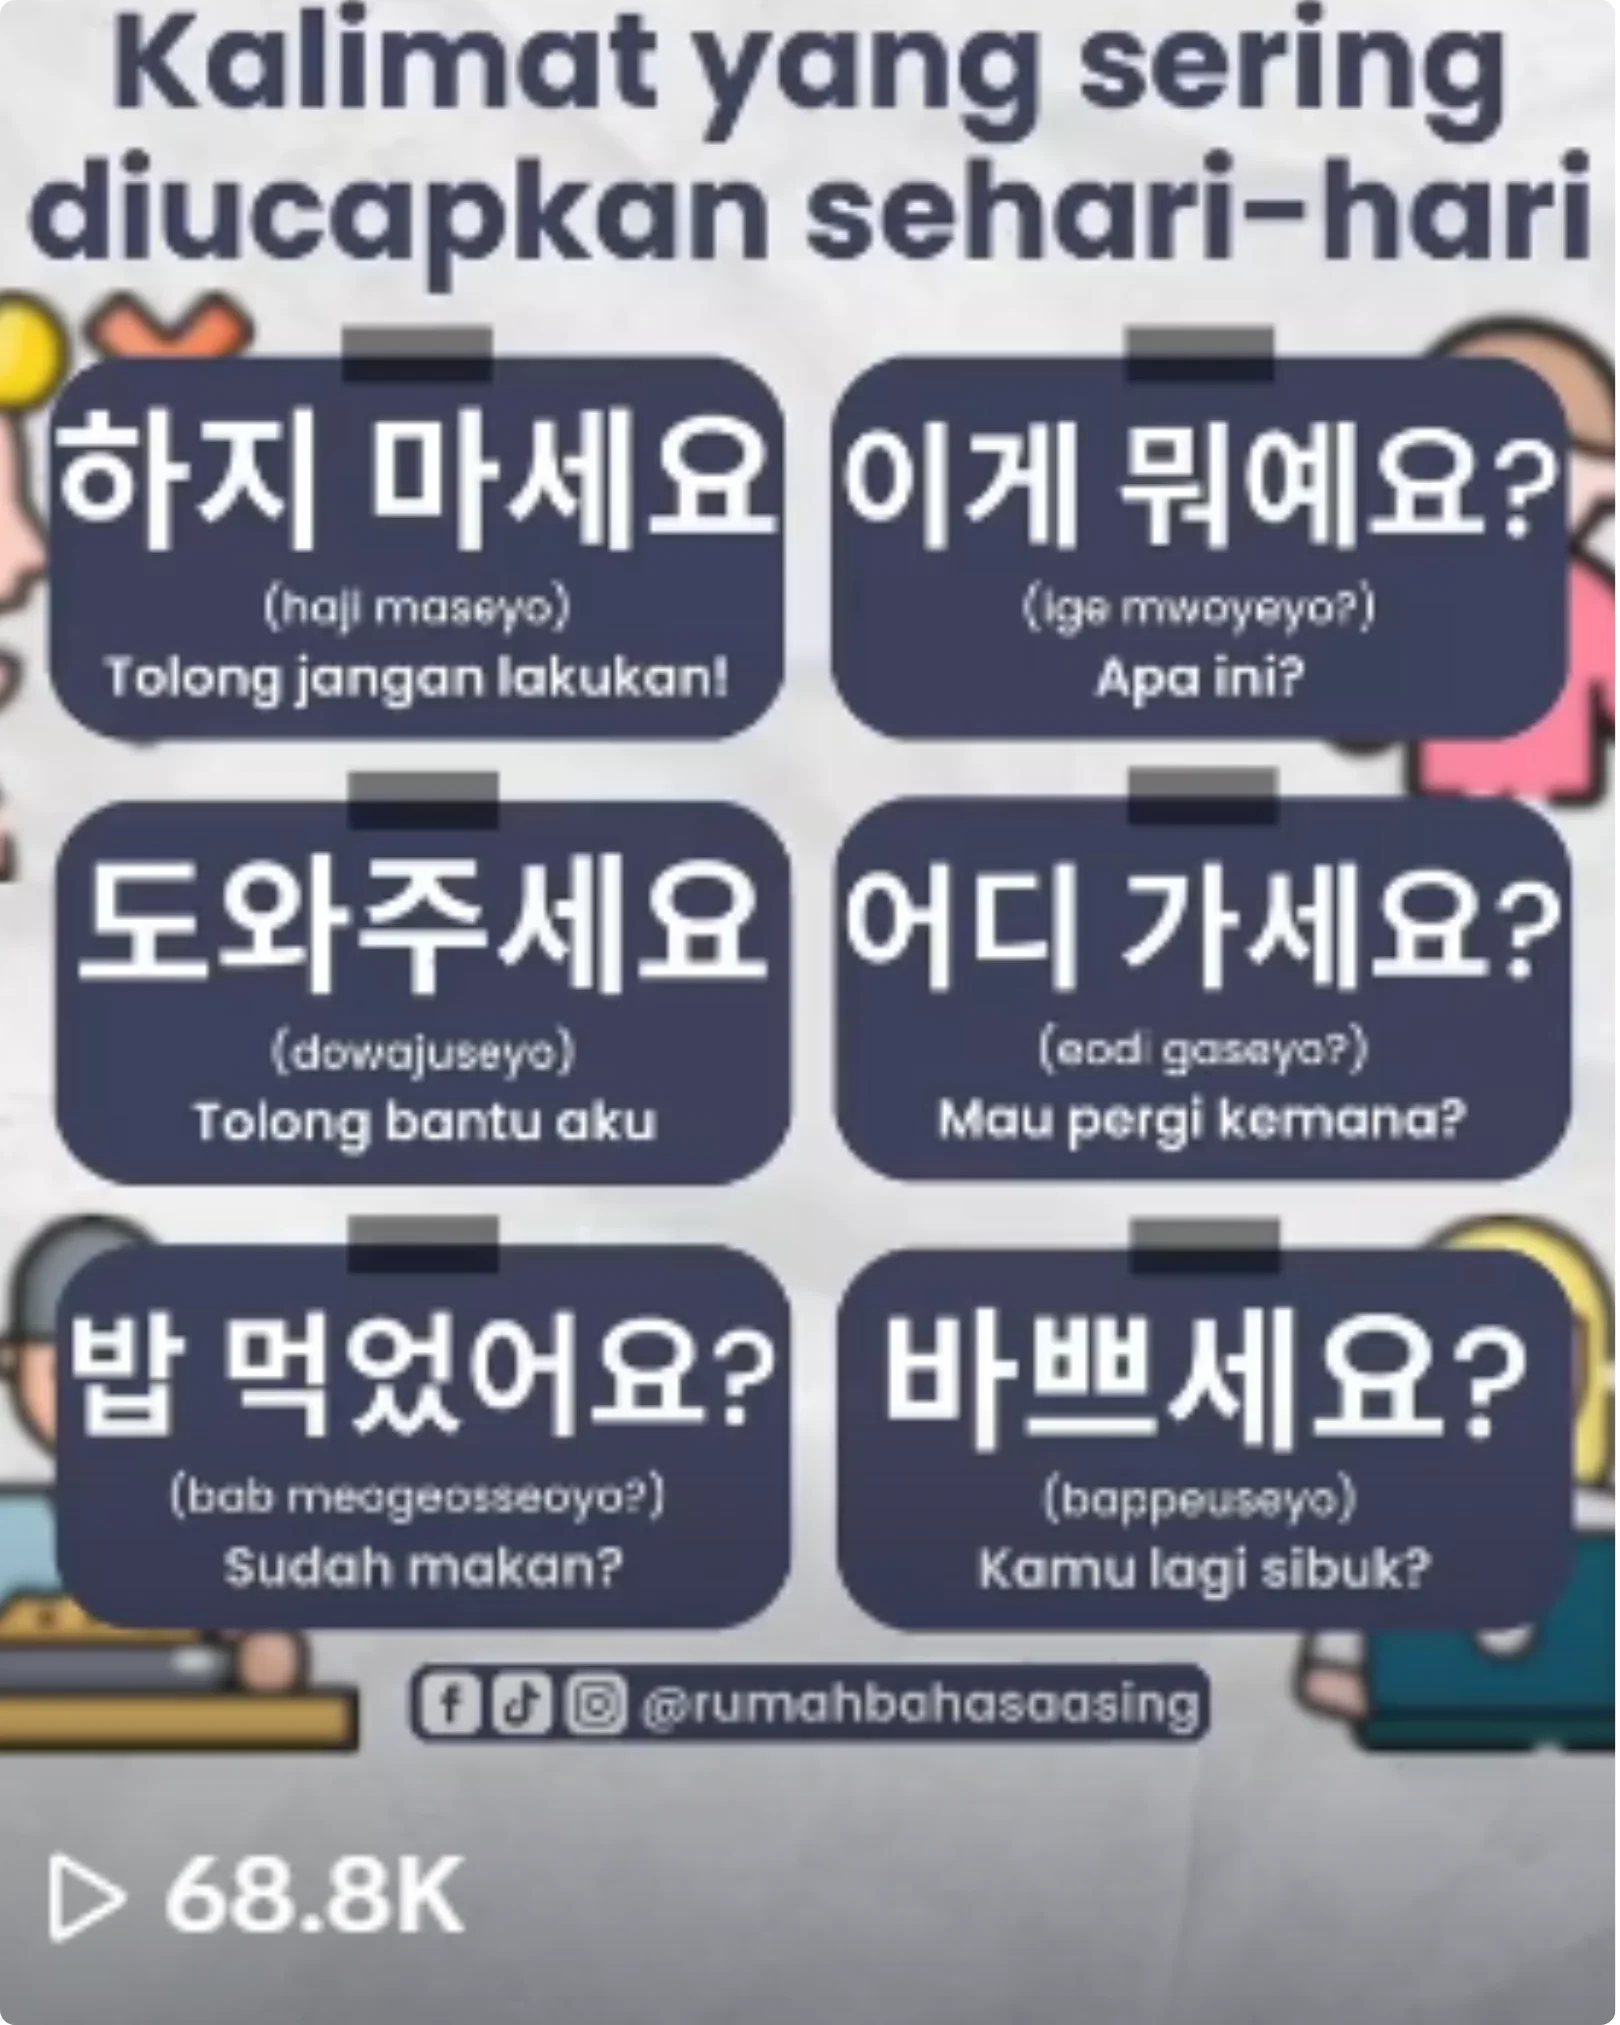 Kalimat yang sering
diucapkan sehari-hari
하지 마세요
(haji maseyo)
Tolong jangan lakukan!
이게 뭐예요?
(ige mwoyeyo?)
Apa ini?
도와주세요
(dowajuseyo)
Tolong bantu aku
어디 가세요?
(eodi gaseyo?)
Mau pergi kemana?
밥 먹었어요?
(bab meogeosseoyo?)
Sudah makan?
바쁘세요?
(bappeuseyo)
Kamu lagi sibuk?
@rumahbahasaasing
68.8K